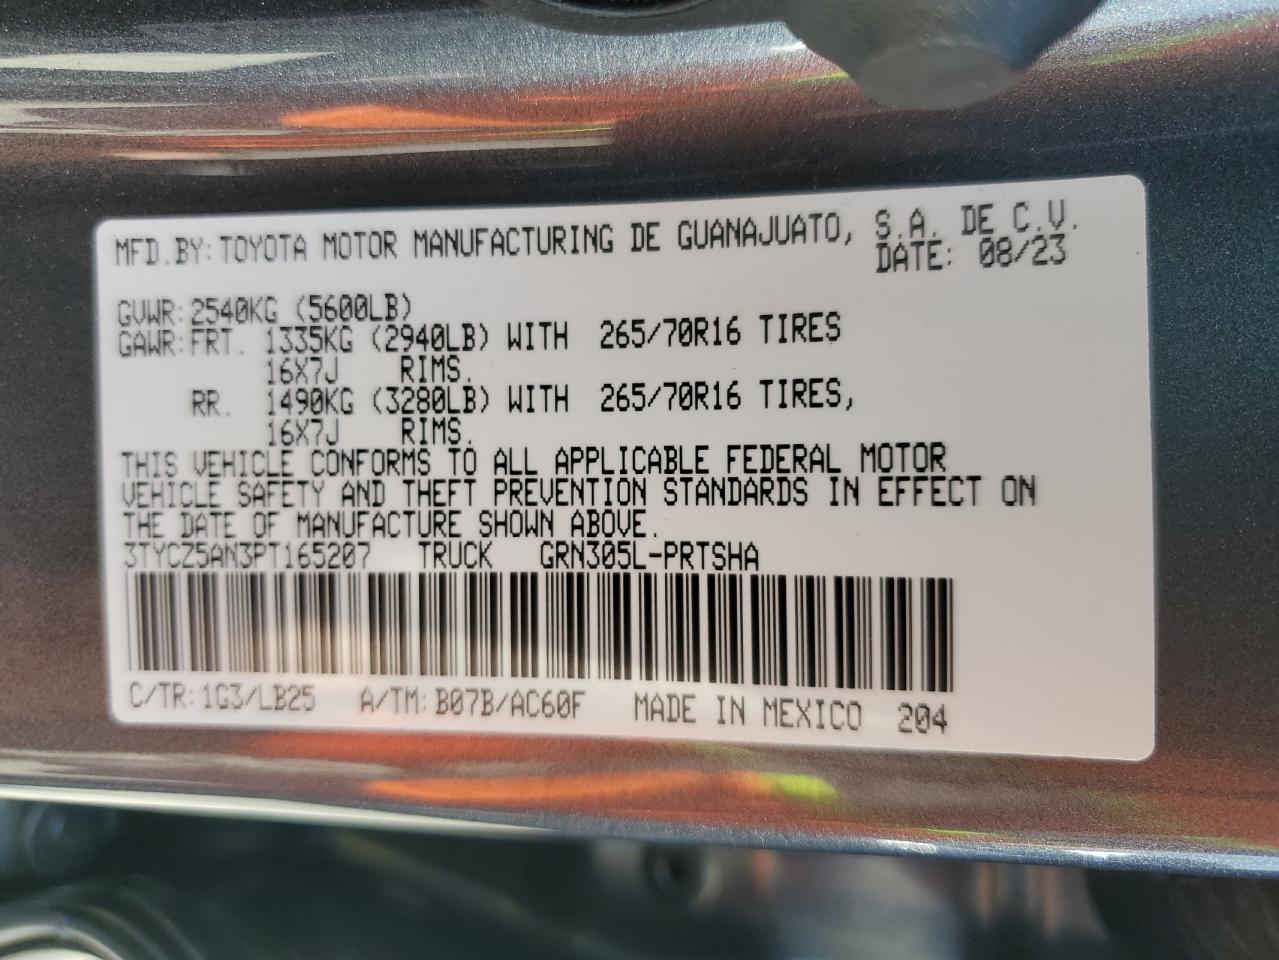 MFD.BY: TOYOTA MOTOR MANUFACTURING DE GUANAJUATO, S.A. DE C.V.
DATE: 08/23
GVWR: 2540KG (5600LB)
GAWR: FRT. 1335KG (2940LB) WITH 265/70R16 TIRES
16X7J RIMS.
RR. 1490KG (3280LB) WITH 265/70R16 TIRES,
16X7J RIMS.
THIS VEHICLE CONFORMS TO ALL APPLICABLE FEDERAL MOTOR
VEHICLE SAFETY AND THEFT PREVENTION STANDARDS IN EFFECT ON
THE DATE OF MANUFACTURE SHOWN ABOVE.
3TYCZ5AN3PT165207 TRUCK GRN305L-PRTSHA
C/TR: 1G3/LB25 A/TM: B07B/AC60F MADE IN MEXICO 204